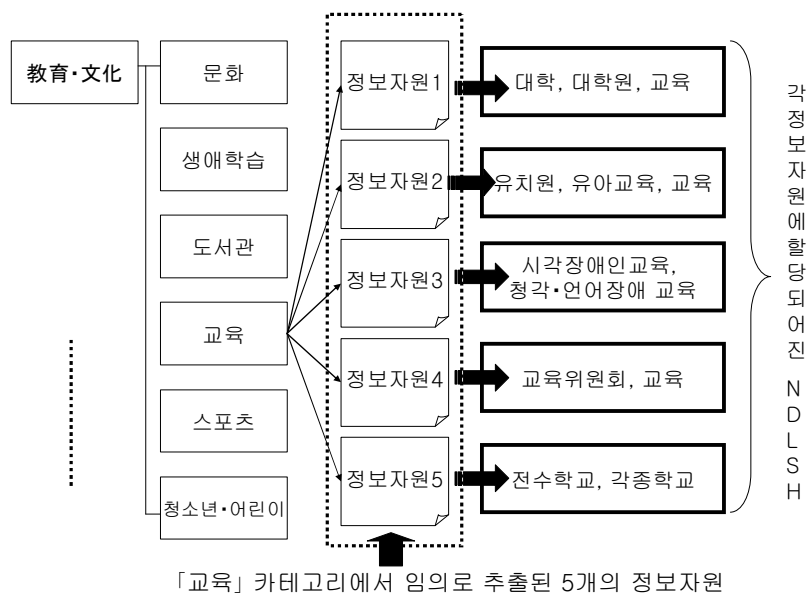 教育・文化
문화
생애학습
도서관
교육
스포츠
청소년・어린이
정보자원1
정보자원2
정보자원3
정보자원4
정보자원5
대학, 대학원, 교육
유치원, 유아교육, 교육
시각장애인교육,
청각・언어장애 교육
교육위원회, 교육
전수학교, 각종학교
각정보자원에할당되어진 NDLSH
「교육」 카테고리에서 임의로 추출된 5개의 정보자원